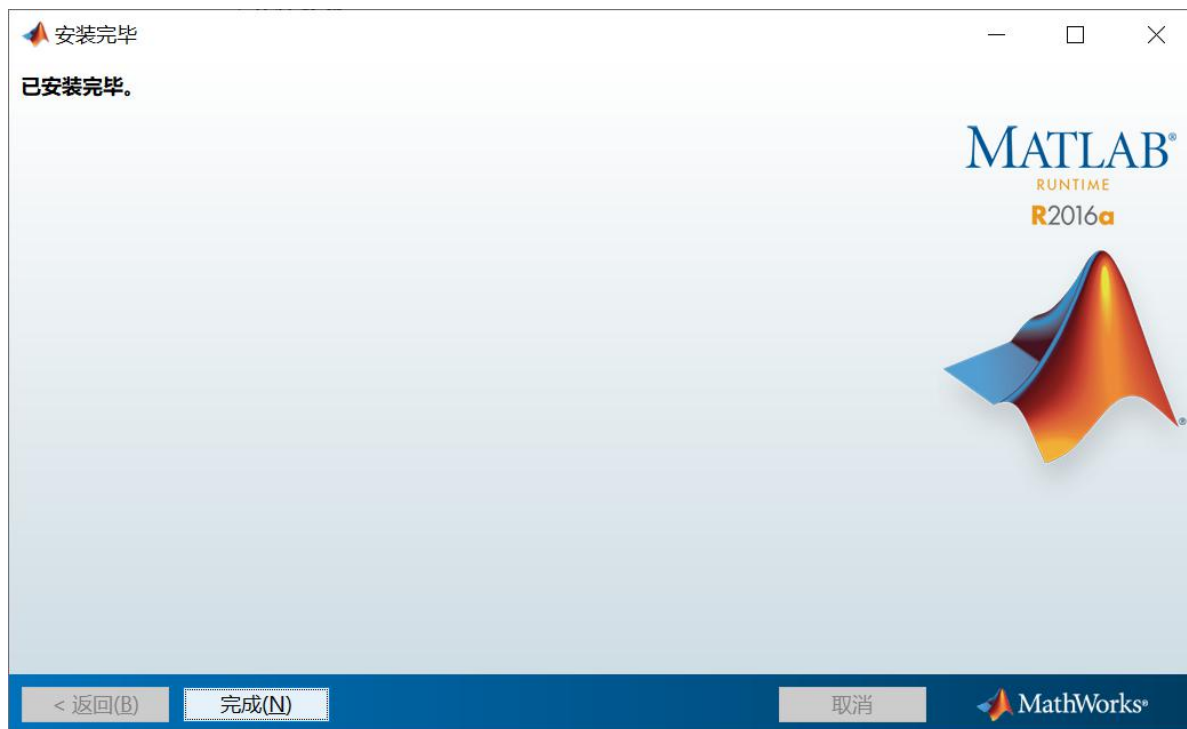 安装完毕
已安装完毕。
MATLAB®
RUNTIME
R2016a
®
< 返回(B)
完成(N)
取消
MathWorks®